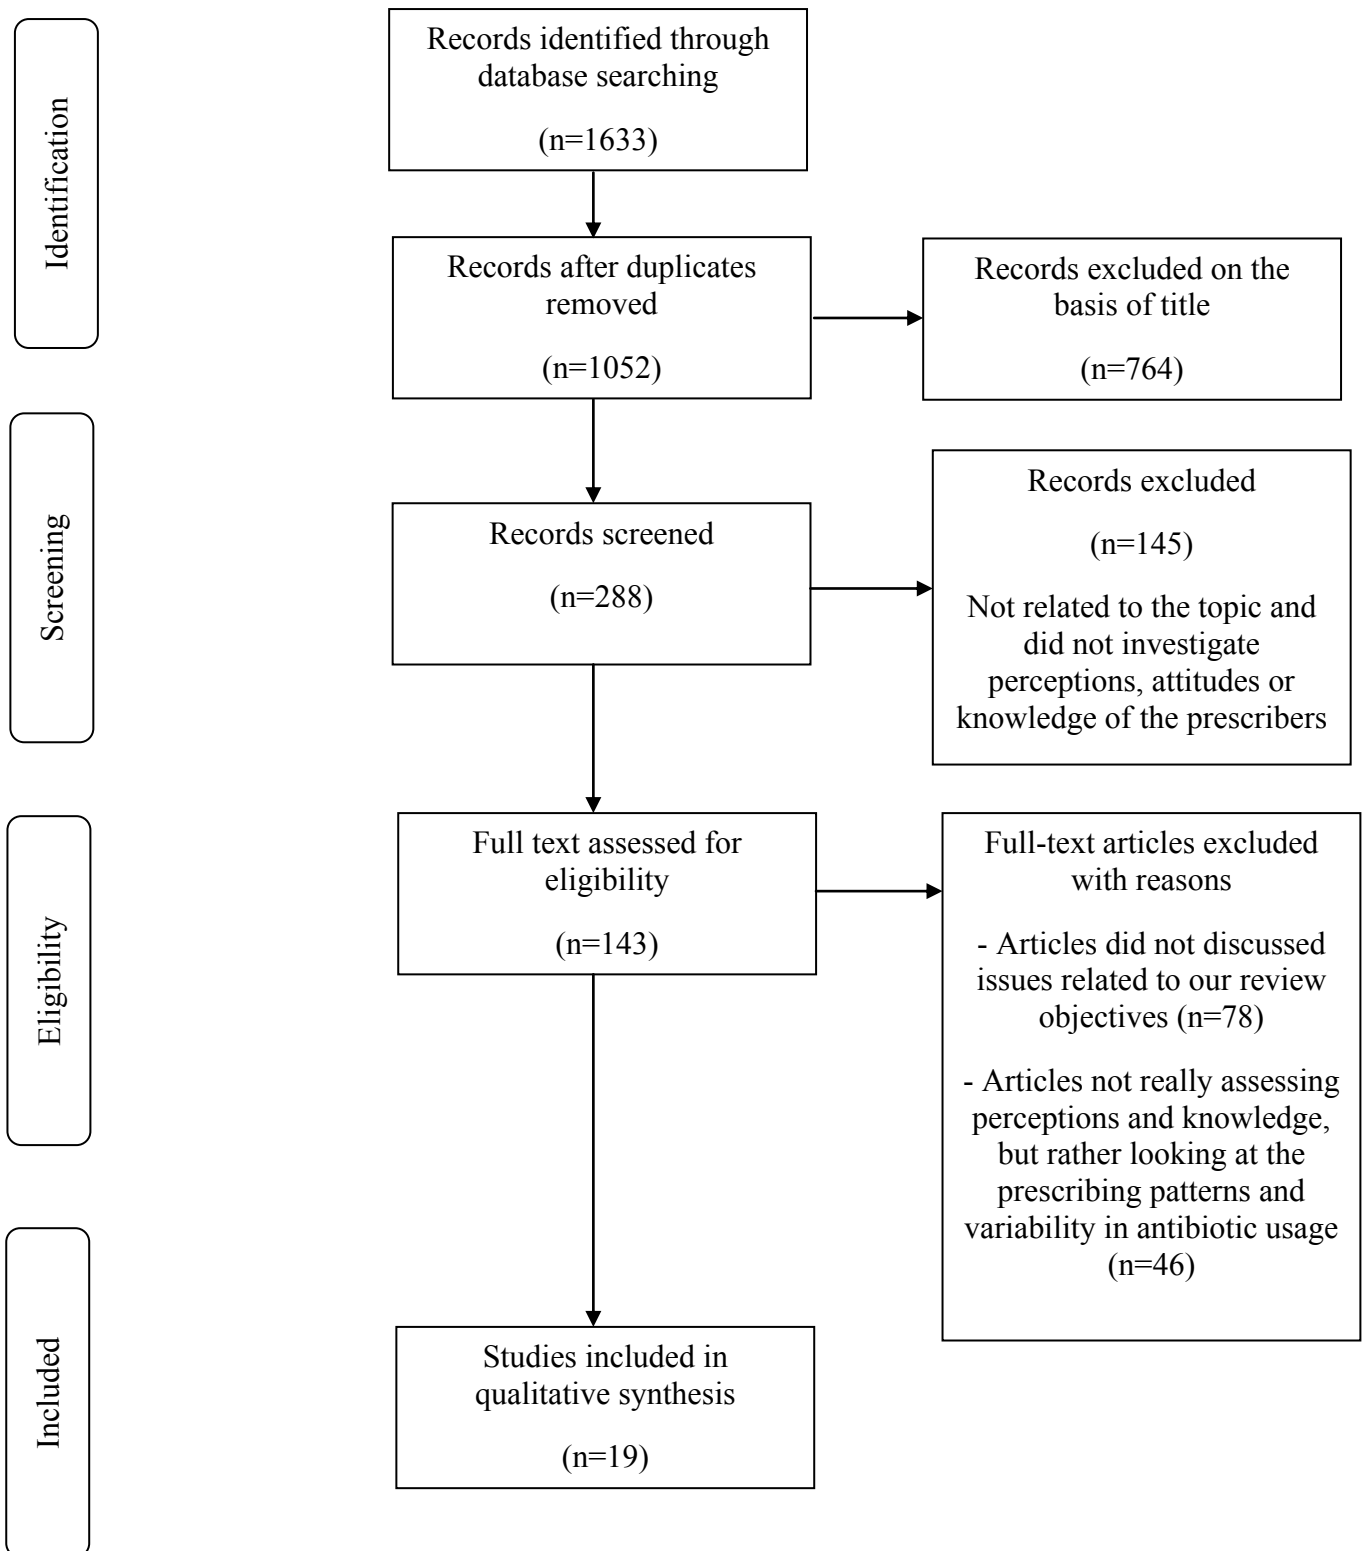 Identification
Records identified through
database searching
(n=1633)
Records after duplicates
removed
(n=1052)
Records excluded on the
basis of title
(n=764)
Screening
Records screened
(n=288)
Records excluded
(n=145)
Not related to the topic and
did not investigate
perceptions, attitudes or
knowledge of the prescribers
Eligibility
Full text assessed for
eligibility
(n=143)
Full-text articles excluded
with reasons
- Articles did not discussed
issues related to our review
objectives (n=78)
- Articles not really assessing
perceptions and knowledge,
but rather looking at the
prescribing patterns and
variability in antibiotic usage
(n=46)
Included
Studies included in
qualitative synthesis
(n=19)